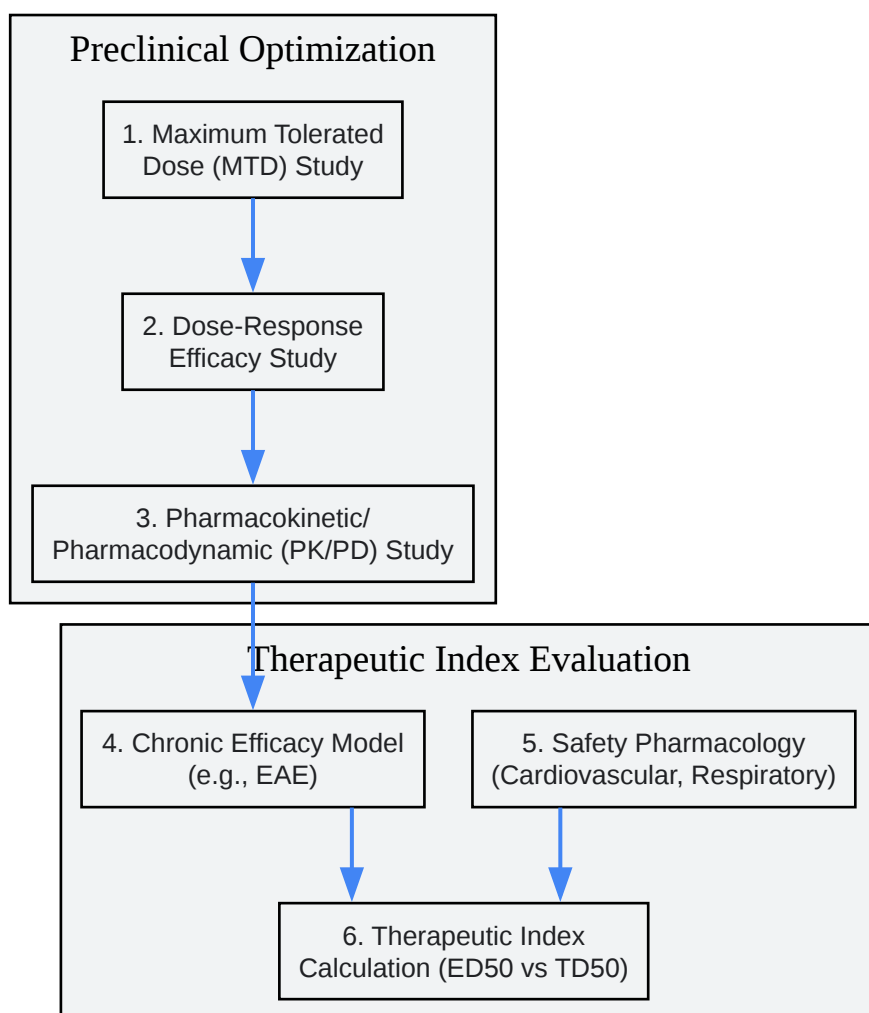 Preclinical Optimization
1. Maximum Tolerated
Dose (MTD) Study
2. Dose-Response
Efficacy Study
3. Pharmacokinetic/
Pharmacodynamic (PK/PD) Study
Therapeutic Index Evaluation
4. Chronic Efficacy Model
(e.g., EAE)
5. Safety Pharmacology
(Cardiovascular, Respiratory)
6. Therapeutic Index
Calculation (ED50 vs TD50)